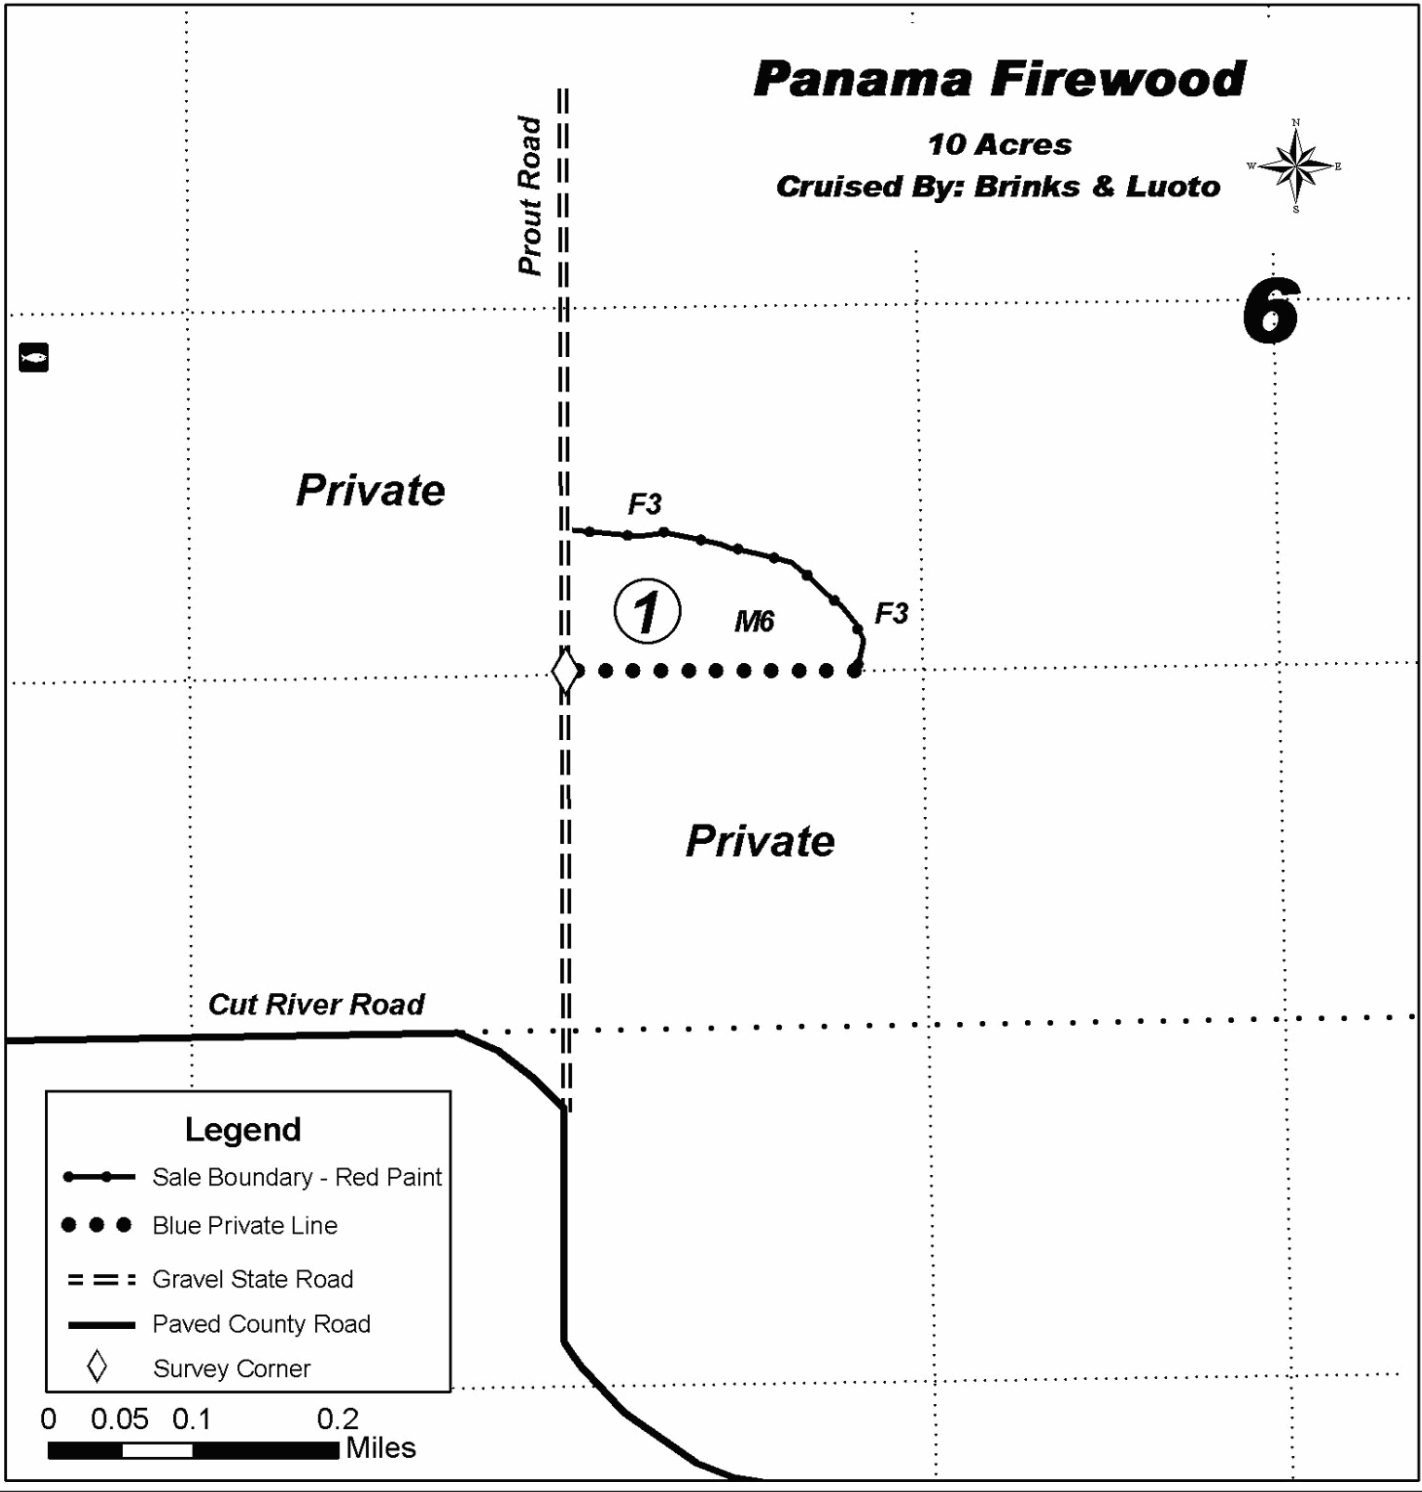 Panama Firewood
10 Acres
Cruised By: Brinks & Luoto
N
W
E
S
Prout Road
6
Private
F3
1
M6
F3
Private
Cut River Road
Legend
Sale Boundary - Red Paint
Blue Private Line
Gravel State Road
Paved County Road
Survey Corner
0 0.05 0.1 0.2
Miles